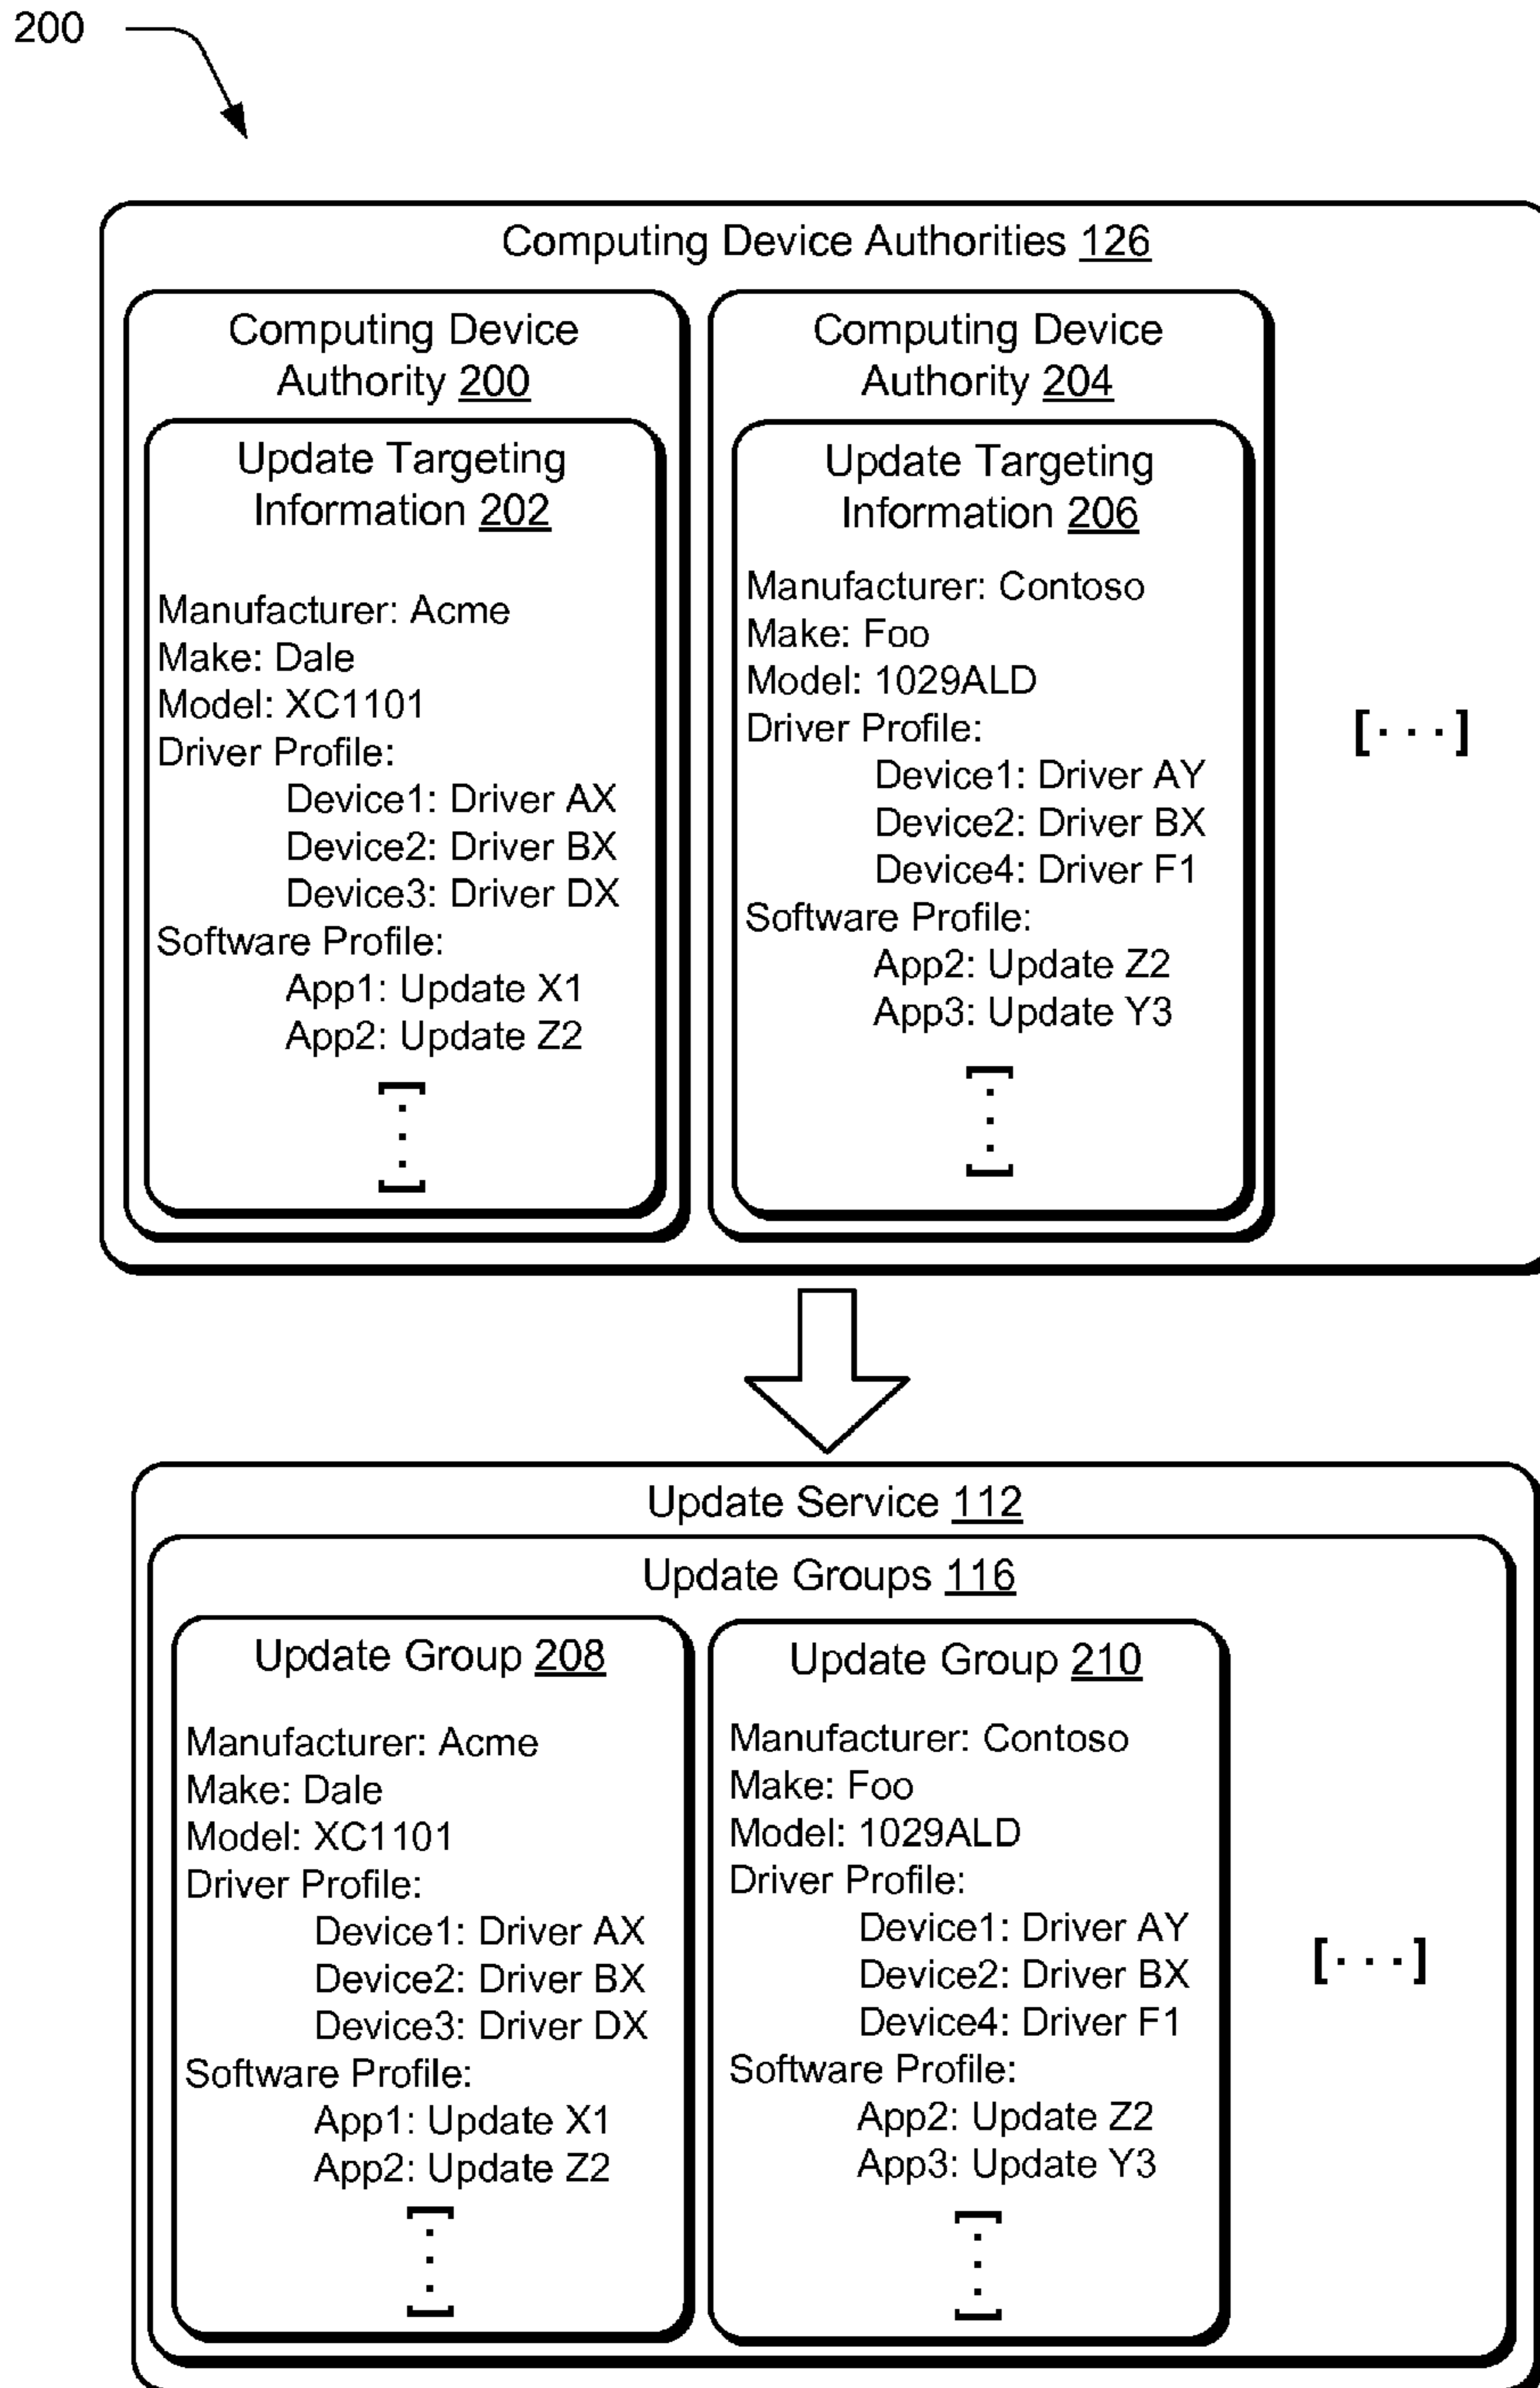 200
Computing Device Authorities 126
Computing Device
Authority 200
Update Targeting
Information 202
Manufacturer: Acme
Make: Dale
Model: XC1101
Driver Profile:
Device1: Driver AX
Device2: Driver BX
Device3: Driver DX
Software Profile:
App1: Update X1
App2: Update Z2
[...]
Computing Device
Authority 204
Update Targeting
Information 206
Manufacturer: Contoso
Make: Foo
Model: 1029ALD
Driver Profile:
Device1: Driver AY
Device2: Driver BX
Device4: Driver F1
Software Profile:
App2: Update Z2
App3: Update Y3
[...]
[...]
Update Service 112
Update Groups 116
Update Group 208
Manufacturer: Acme
Make: Dale
Model: XC1101
Driver Profile:
Device1: Driver AX
Device2: Driver BX
Device3: Driver DX
Software Profile:
App1: Update X1
App2: Update Z2
[...]
Update Group 210
Manufacturer: Contoso
Make: Foo
Model: 1029ALD
Driver Profile:
Device1: Driver AY
Device2: Driver BX
Device4: Driver F1
Software Profile:
App2: Update Z2
App3: Update Y3
[...]
[...]